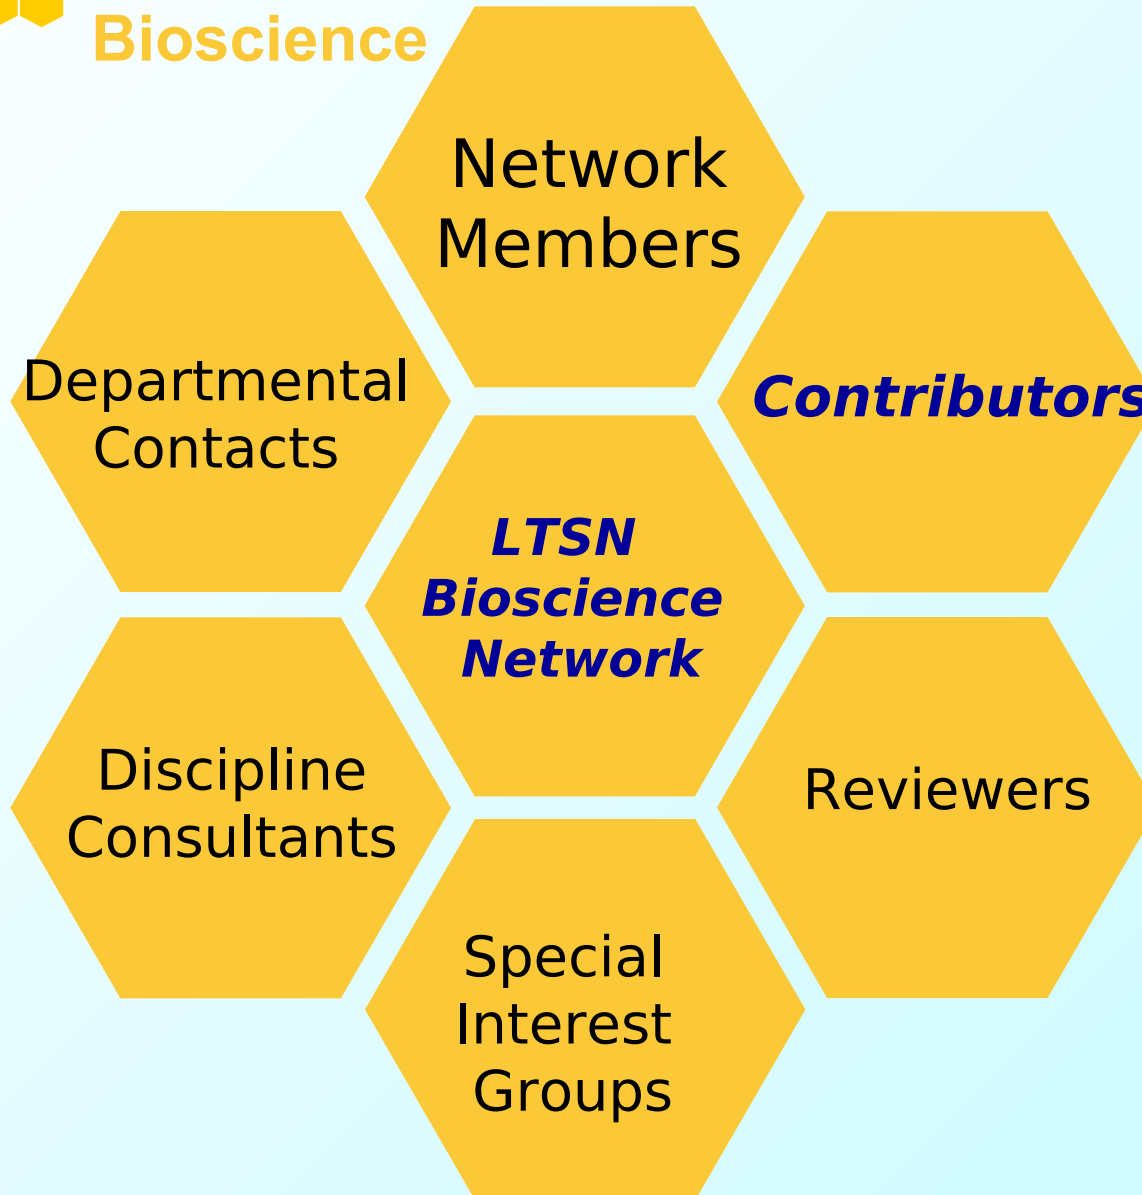 Bioscience
Network
Members
Departmental
Contacts
Contributors
LTSN
Bioscience
Network
Discipline
Consultants
Reviewers
Special
Interest
Groups